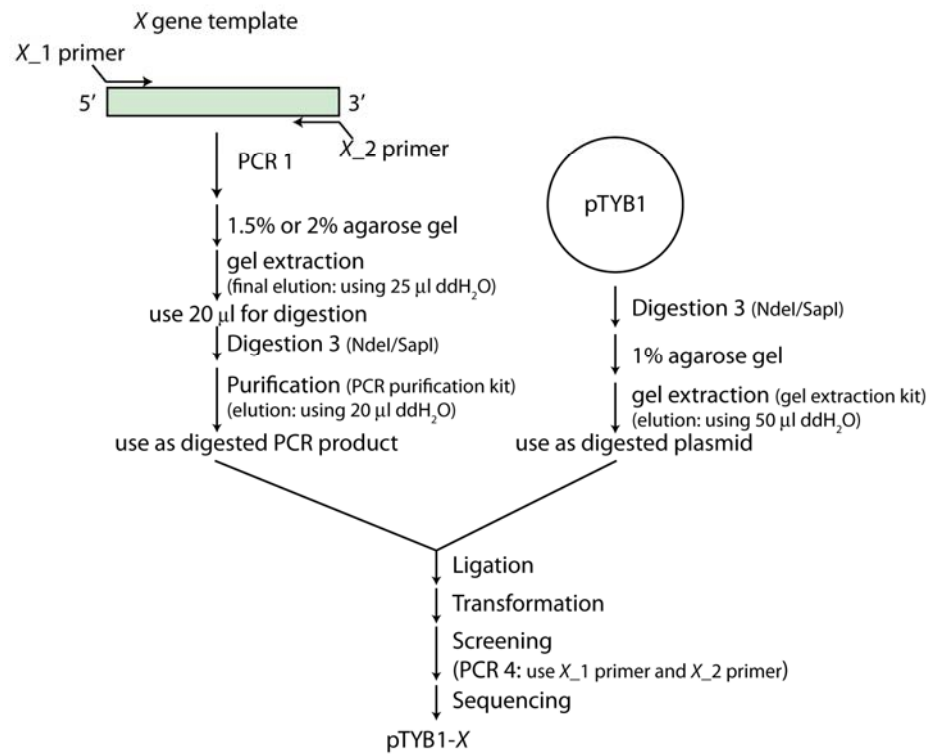 X gene template
X_1 primer
5′
3′
X_2 primer
PCR 1
1.5% or 2% agarose gel
gel extraction
(final elution: using 25 μl ddH₂O)
use 20 μl for digestion
Digestion 3 (NdeI/SapI)
Purification (PCR purification kit)
(elution: using 20 μl ddH₂O)
use as digested PCR product
pTYB1
Digestion 3 (NdeI/SapI)
1% agarose gel
gel extraction (gel extraction kit)
(elution: using 50 μl ddH₂O)
use as digested plasmid
Ligation
Transformation
Screening
(PCR 4: use X_1 primer and X_2 primer)
Sequencing
pTYB1-X